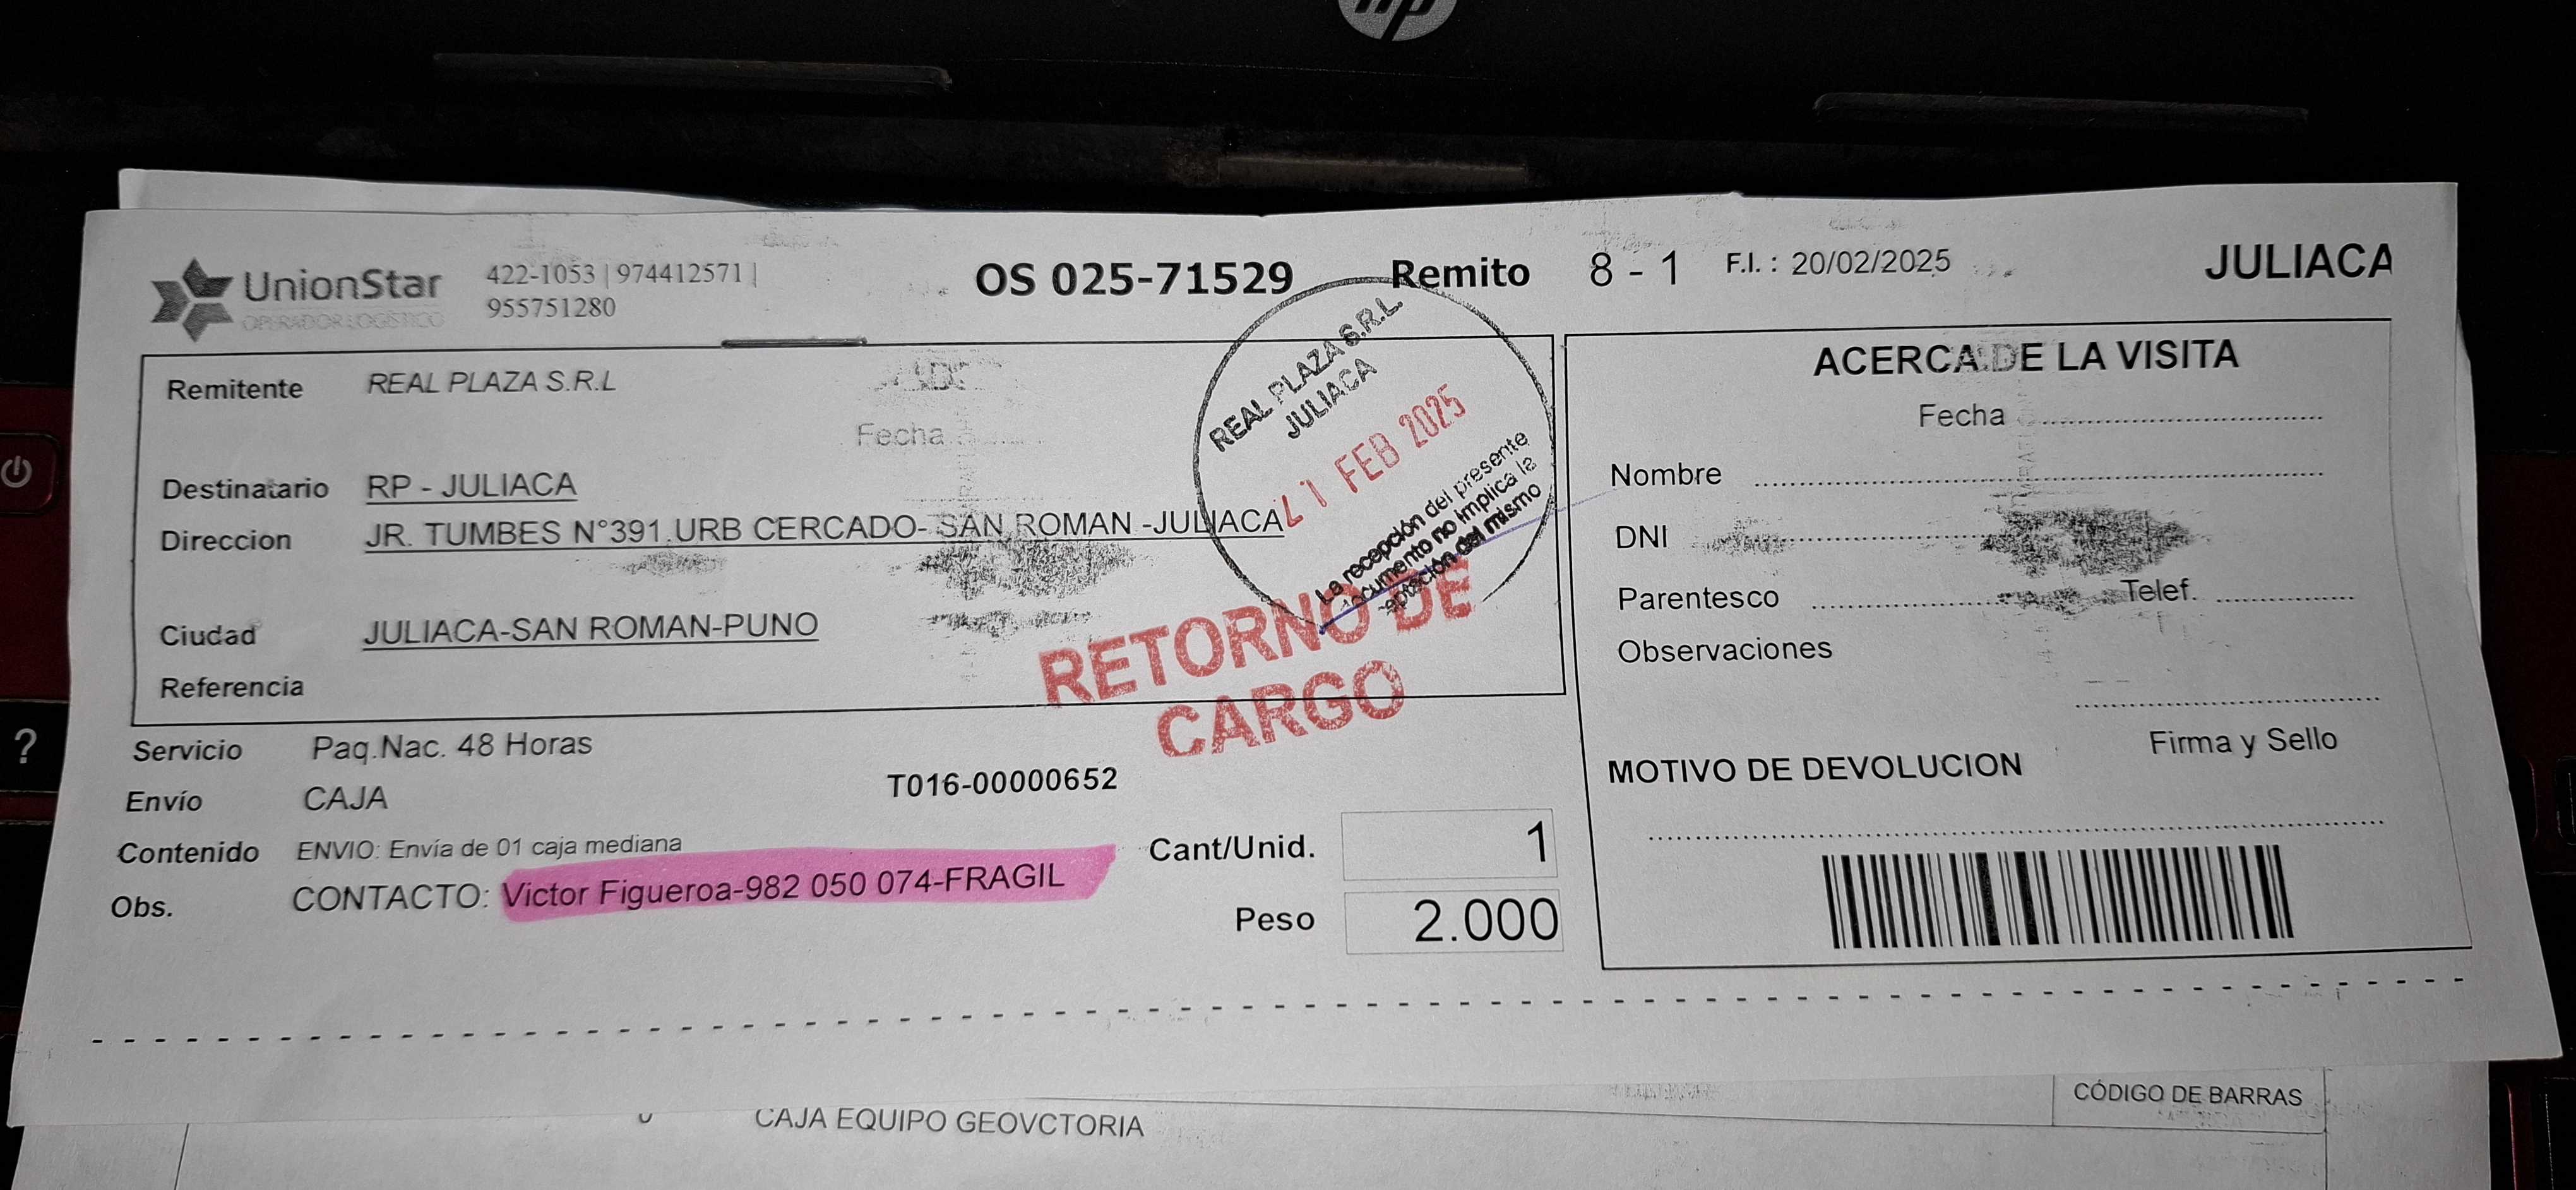 hp
UnionStar
OPERADOR LOGÍSTICO
422-1053 | 974412571 |
955751280
OS 025-71529
Remito 8 - 1
F.I. : 20/02/2025
JULIACA
Remitente REAL PLAZA S.R.L
Fecha
Destinatario RP - JULIACA
Direccion JR. TUMBES N°391.URB CERCADO- SAN ROMAN -JULIACA
Ciudad JULIACA-SAN ROMAN-PUNO
Referencia
REAL PLAZA S.R.L.
JULIACA
FEB 2025
La recepción del presente
documento no implica la
aptación del mismo
RETORNO DE
CARGO
ACERCA DE LA VISITA
Fecha
Nombre
DNI
Parentesco Telef.
Observaciones
Firma y Sello
MOTIVO DE DEVOLUCION
Servicio Paq.Nac. 48 Horas
Envío CAJA
T016-00000652
Contenido ENVIO: Envía de 01 caja mediana
Obs. CONTACTO: Victor Figueroa-982 050 074-FRAGIL
Cant/Unid. 1
Peso 2.000
CÓDIGO DE BARRAS
CAJA EQUIPO GEOVCTORIA
?